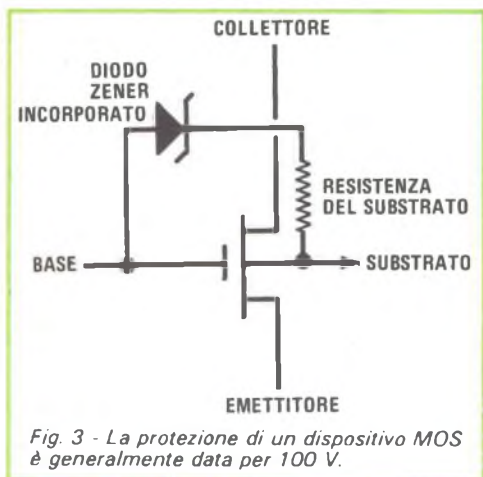 COLLETTORE
DIODO
ZENER
INCORPORATO
RESISTENZA
DEL SUBSTRATO
BASE
SUBSTRATO
EMETTITORE
Fig. 3 - La protezione di un dispositivo MOS
è generalmente data per 100 V.